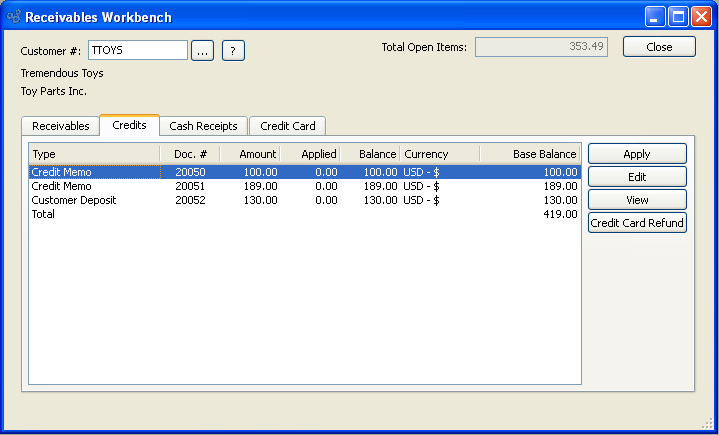 Receivables Workbench
Customer #: TTOYS ... ? Total Open Items: 353.49 Close
Tremendous Toys
Toy Parts Inc.
Receivables Credits Cash Receipts Credit Card
Type Doc. # Amount Applied Balance Currency Base Balance
Credit Memo 20050 100.00 0.00 100.00 USD - $ 100.00
Credit Memo 20051 189.00 0.00 189.00 USD - $ 189.00
Customer Deposit 20052 130.00 0.00 130.00 USD - $ 130.00
Total 419.00
Apply
Edit
View
Credit Card Refund